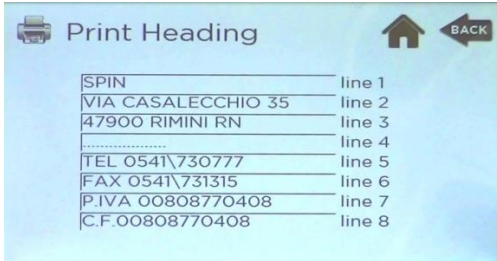 Print Heading
BACK
SPIN line 1
VIA CASALECCHIO 35 line 2
47900 RIMINI RN line 3
.................. line 4
TEL 0541\730777 line 5
FAX 0541\731315 line 6
P.IVA 00808770408 line 7
C.F.00808770408 line 8